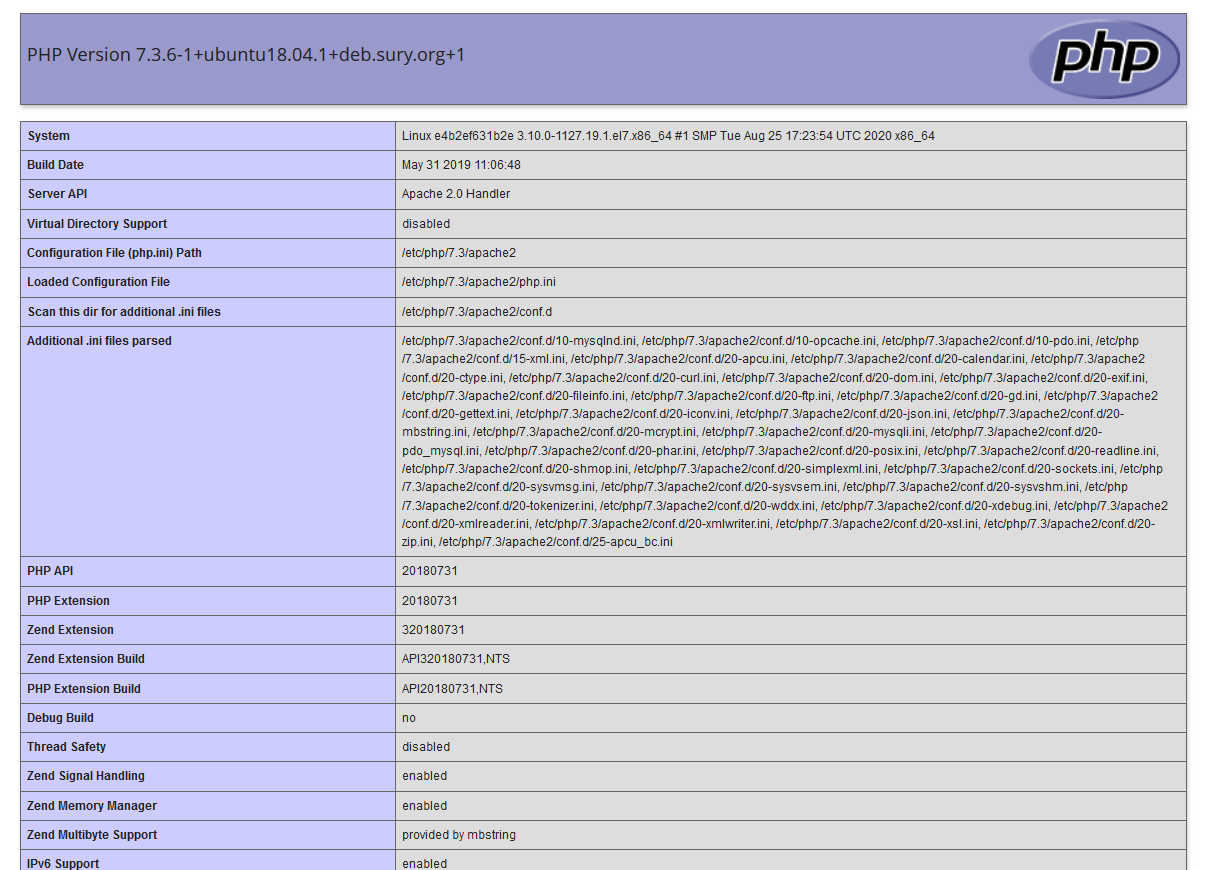 PHP Version 7.3.6-1+ubuntu18.04.1+deb.sury.org+1
php
System Linux e4b2ef631b2e 3.10.0-1127.19.1.el7.x86_64 #1 SMP Tue Aug 25 17:23:54 UTC 2020 x86_64
Build Date May 31 2019 11:06:48
Server API Apache 2.0 Handler
Virtual Directory Support disabled
Configuration File (php.ini) Path /etc/php/7.3/apache2
Loaded Configuration File /etc/php/7.3/apache2/php.ini
Scan this dir for additional .ini files /etc/php/7.3/apache2/conf.d
Additional .ini files parsed /etc/php/7.3/apache2/conf.d/10-mysqlnd.ini, /etc/php/7.3/apache2/conf.d/10-opcache.ini, /etc/php/7.3/apache2/conf.d/10-pdo.ini, /etc/php
/7.3/apache2/conf.d/15-xml.ini, /etc/php/7.3/apache2/conf.d/20-apcu.ini, /etc/php/7.3/apache2/conf.d/20-calendar.ini, /etc/php/7.3/apache2
/conf.d/20-ctype.ini, /etc/php/7.3/apache2/conf.d/20-curl.ini, /etc/php/7.3/apache2/conf.d/20-dom.ini, /etc/php/7.3/apache2/conf.d/20-exif.ini,
/etc/php/7.3/apache2/conf.d/20-fileinfo.ini, /etc/php/7.3/apache2/conf.d/20-ftp.ini, /etc/php/7.3/apache2/conf.d/20-gd.ini, /etc/php/7.3/apache2
/conf.d/20-gettext.ini, /etc/php/7.3/apache2/conf.d/20-iconv.ini, /etc/php/7.3/apache2/conf.d/20-json.ini, /etc/php/7.3/apache2/conf.d/20-
mbstring.ini, /etc/php/7.3/apache2/conf.d/20-mcrypt.ini, /etc/php/7.3/apache2/conf.d/20-mysqli.ini, /etc/php/7.3/apache2/conf.d/20-
pdo_mysql.ini, /etc/php/7.3/apache2/conf.d/20-phar.ini, /etc/php/7.3/apache2/conf.d/20-posix.ini, /etc/php/7.3/apache2/conf.d/20-readline.ini,
/etc/php/7.3/apache2/conf.d/20-shmop.ini, /etc/php/7.3/apache2/conf.d/20-simplexml.ini, /etc/php/7.3/apache2/conf.d/20-sockets.ini, /etc/php
/7.3/apache2/conf.d/20-sysvmsg.ini, /etc/php/7.3/apache2/conf.d/20-sysvsem.ini, /etc/php/7.3/apache2/conf.d/20-sysvshm.ini, /etc/php
/7.3/apache2/conf.d/20-tokenizer.ini, /etc/php/7.3/apache2/conf.d/20-wddx.ini, /etc/php/7.3/apache2/conf.d/20-xdebug.ini, /etc/php/7.3/apache2
/conf.d/20-xmlreader.ini, /etc/php/7.3/apache2/conf.d/20-xmlwriter.ini, /etc/php/7.3/apache2/conf.d/20-xsl.ini, /etc/php/7.3/apache2/conf.d/20-
zip.ini, /etc/php/7.3/apache2/conf.d/25-apcu_bc.ini
PHP API 20180731
PHP Extension 20180731
Zend Extension 320180731
Zend Extension Build API320180731,NTS
PHP Extension Build API20180731,NTS
Debug Build no
Thread Safety disabled
Zend Signal Handling enabled
Zend Memory Manager enabled
Zend Multibyte Support provided by mbstring
IPv6 Support enabled